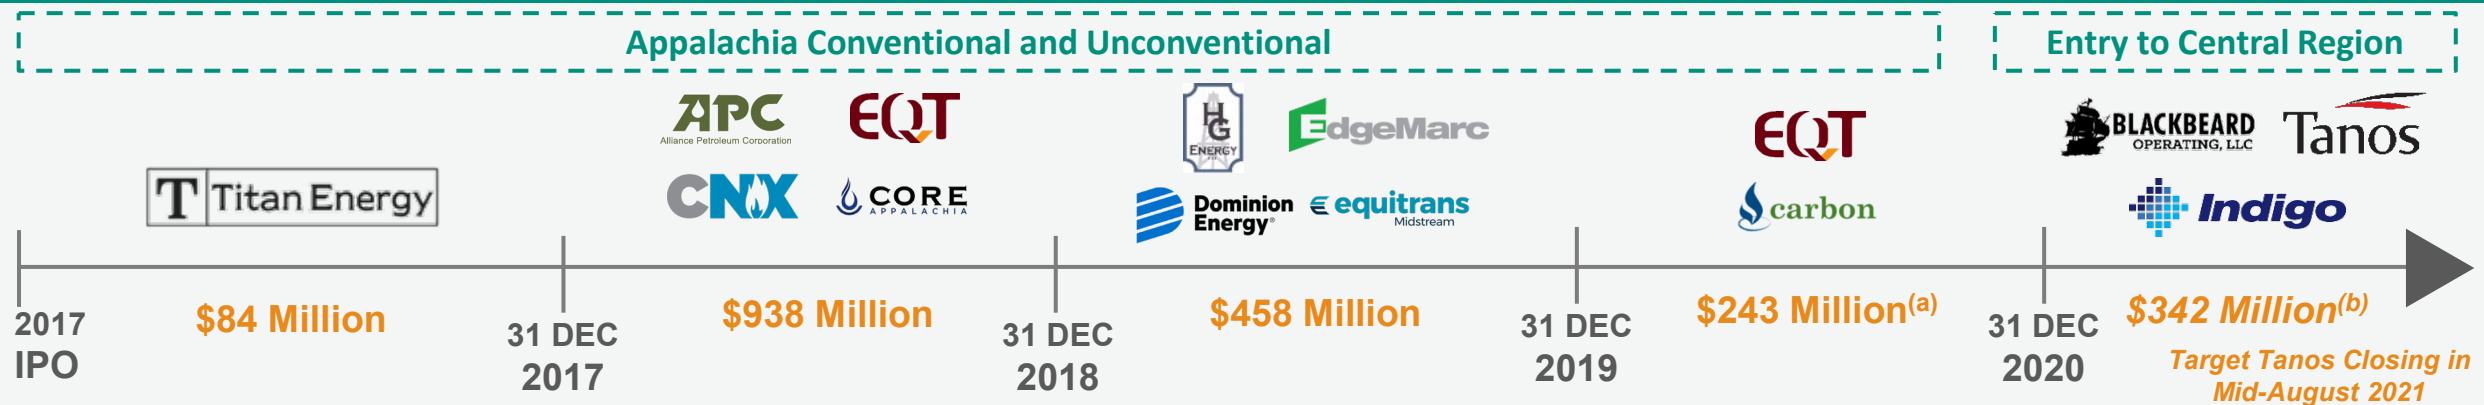 Appalachia Conventional and Unconventional
Entry to Central Region
T Titan Energy
APC
Alliance Petroleum Corporation
EQT
CNX
CORE
APPALACHIA
HG
ENERGY
EdgeMarc
Dominion
Energy®
equitrans
Midstream
EQT
carbon
BLACKBEARD
OPERATING, LLC
Tanos
Indigo
2017
IPO
$84 Million
31 DEC
2017
$938 Million
31 DEC
2018
$458 Million
31 DEC
2019
$243 Million(a)
31 DEC
2020
$342 Million(b)
Target Tanos Closing in
Mid-August 2021